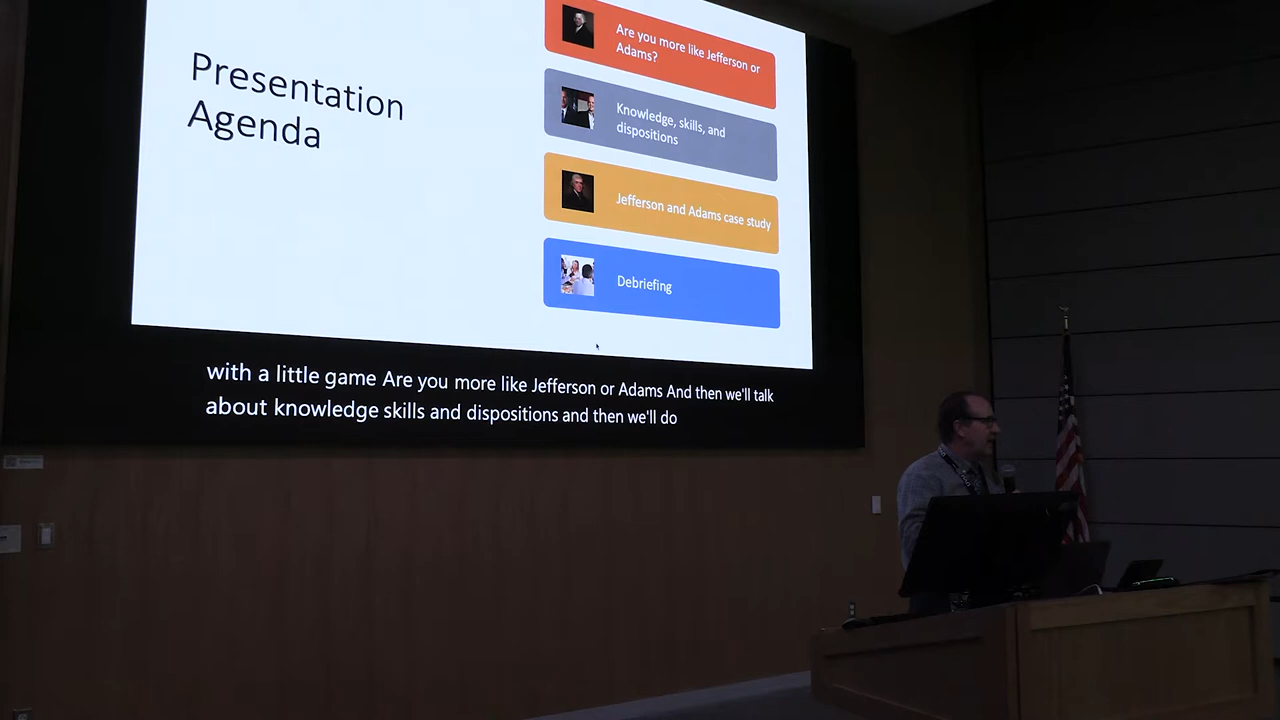 Presentation
Agenda
Are you more like Jefferson or
Adams?
Knowledge, skills, and
dispositions
Jefferson and Adams case study
Debriefing
with a little game Are you more like Jefferson or Adams And then we'll talk
about knowledge skills and dispositions and then we'll do